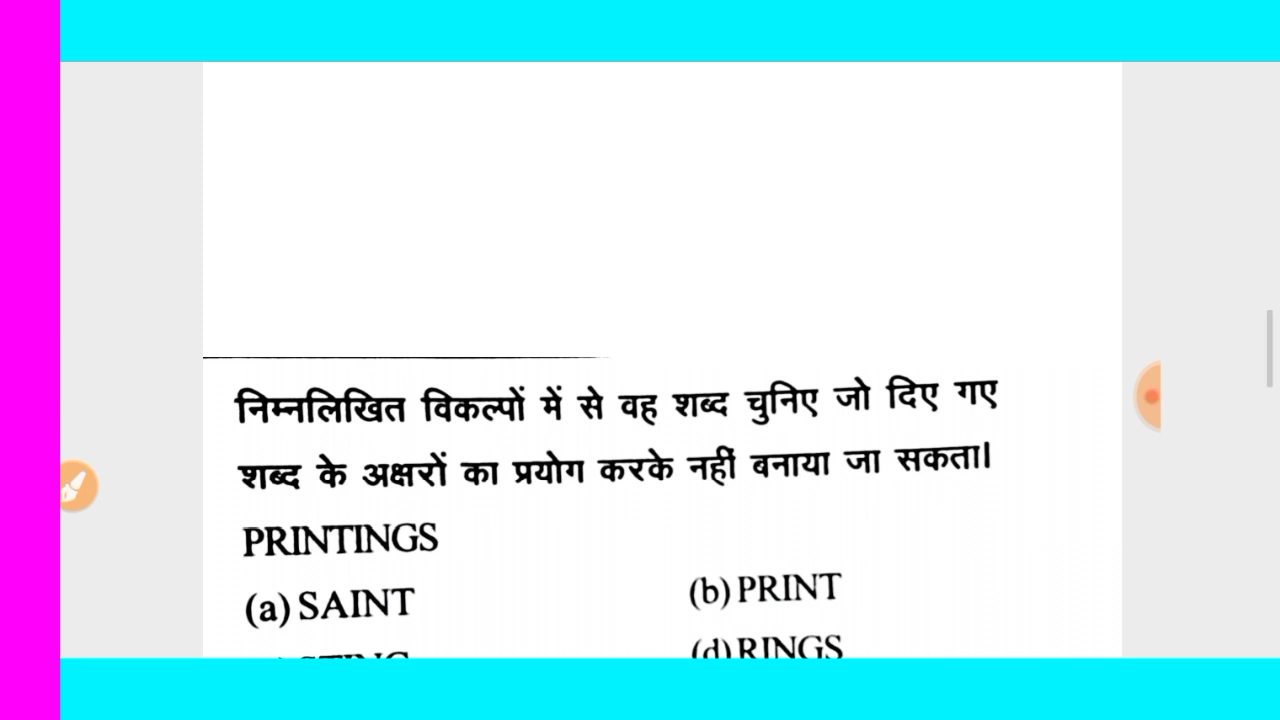 निम्नलिखित विकल्पों में से वह शब्द चुनिए जो दिए गए
शब्द के अक्षरों का प्रयोग करके नहीं बनाया जा सकता।
PRINTINGS
(a) SAINT (b) PRINT
(d) RINGS